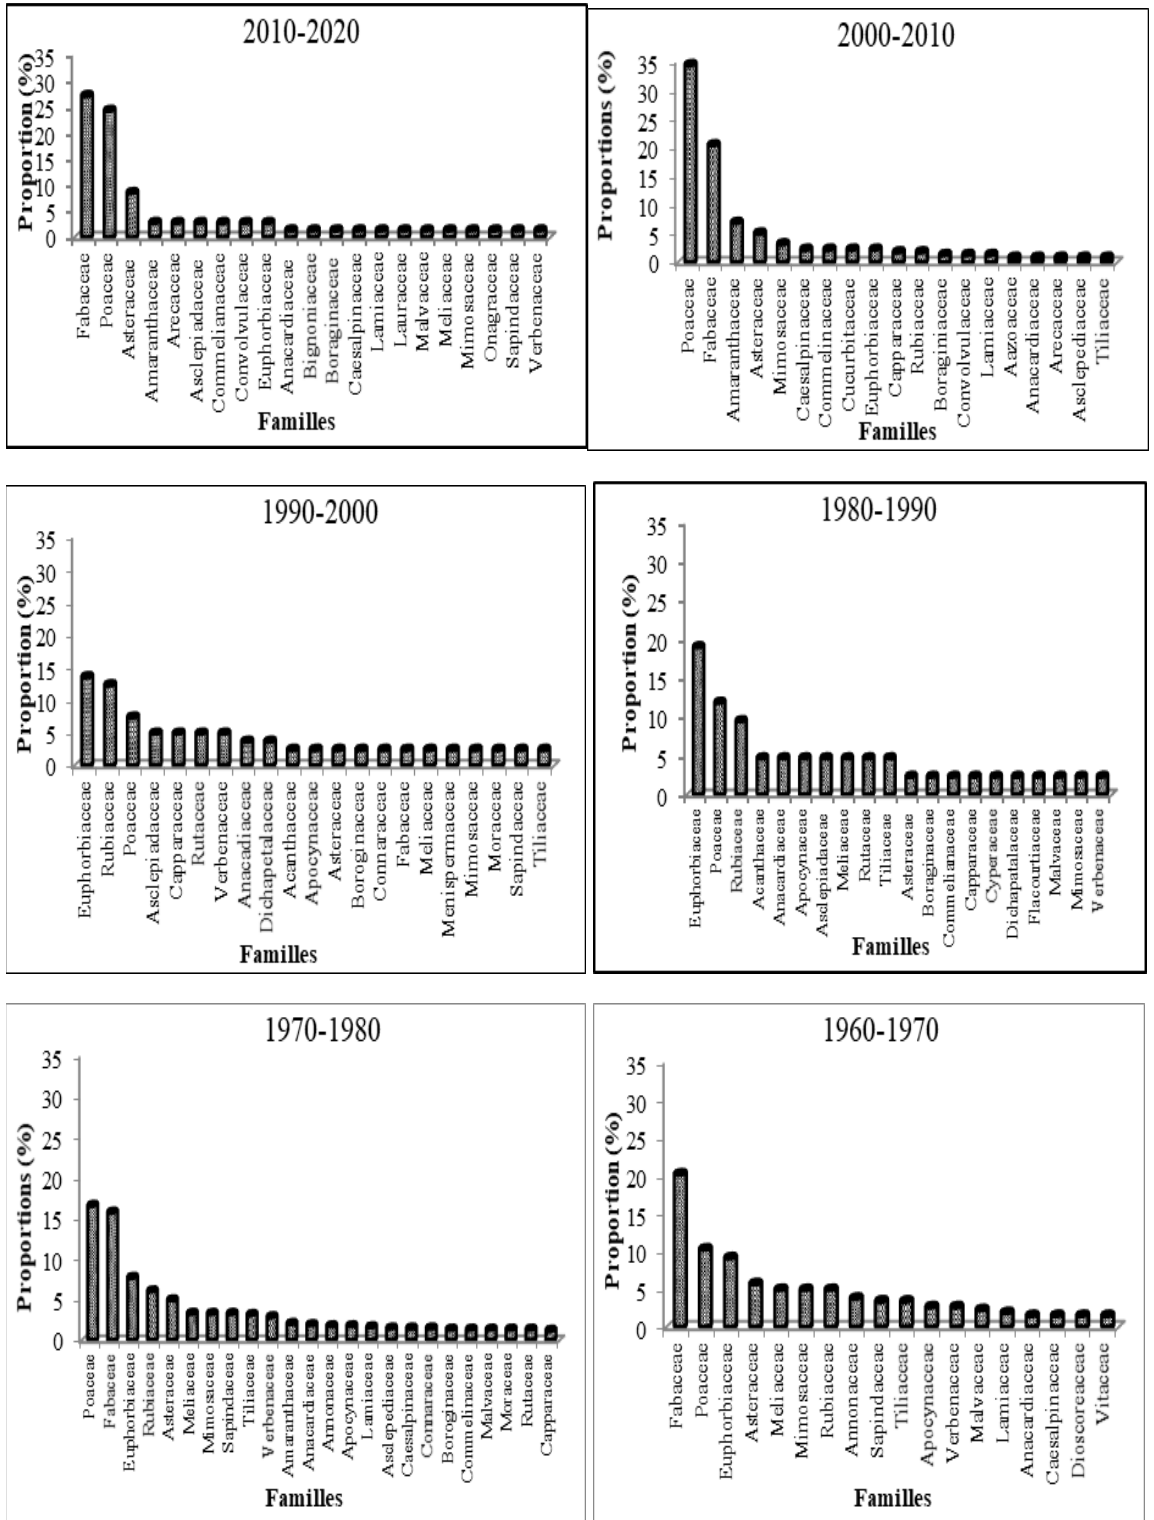 2010-2020
Proportion (%)
35
30
25
20
15
10
5
0
Fabaceae
Poaceae
Asteraceae
Amaranthaceae
Arecaceae
Asclepiadaceae
Commelianaceae
Convolvulaceae
Euphorbiaceae
Anacardiaceae
Bignoniaceae
Boraginaceae
Caesalpinaceae
Lamiaceae
Lauraceae
Malvaceae
Meliaceae
Mimosaceae
Onagraceae
Sapindaceae
Verbenaceae
Familles
2000-2010
Proportions (%)
35
30
25
20
15
10
5
0
Poaceae
Fabaceae
Amaranthaceae
Asteraceae
Mimosaceae
Caesalpinaceae
Commelinaceae
Cucurbitaceae
Euphorbiaceae
Capparaceae
Rubiaceae
Boraginiaceae
Convolvulaceae
Lamiaceae
Aazoaceae
Anacardiaceae
Arecaceae
Asclepediaceae
Tiliaceae
Familles
1990-2000
Proportion (%)
35
30
25
20
15
10
5
0
Euphorbiaceae
Rubiaceae
Poaceae
Asclepiadaceae
Capparaceae
Rutaceae
Verbenaceae
Anacadiaceae
Dichapetalaceae
Acanthaceae
Apocynaceae
Asteraceae
Boroginaceae
Connaraceae
Fabaceae
Meliaceae
Menispermaceae
Mimosaceae
Moraceae
Sapindaceae
Tiliaceae
Familles
1980-1990
Proportion (%)
35
30
25
20
15
10
5
0
Euphorbiaceae
Poaceae
Rubiaceae
Acanthaceae
Anacardiaceae
Apocynaceae
Asclepiadaceae
Meliaceae
Rutaceae
Tiliaceae
Asteraceae
Boraginaceae
Commelianaceae
Capparaceae
Cyperaceae
Dichapatalaceae
Flacourtiaceae
Malvaceae
Mimosaceae
Verbenaceae
Familles
1970-1980
Proportions (%)
35
30
25
20
15
10
5
0
Poaceae
Fabaceae
Euphorbiaceae
Rubiaceae
Asteraceae
Meliaceae
Mimosaceae
Sapindaceae
Tiliaceae
Verbenaceae
Amaranthaceae
Anacardiaceae
Annonaceae
Apocynaceae
Lamiaceae
Asclepediaceae
Caesalpinaceae
Connaraceae
Boroginaceae
Commelinaceae
Malvaceae
Moraceae
Rutaceae
Capparaceae
Familles
1960-1970
Proportion (%)
35
30
25
20
15
10
5
0
Fabaceae
Poaceae
Euphorbiaceae
Asteraceae
Meliaceae
Mimosaceae
Rubiaceae
Annonaceae
Sapindaceae
Tiliaceae
Apocynaceae
Verbenaceae
Malvaceae
Lamiaceae
Anacardiaceae
Caesalpinaceae
Dioscoreaceae
Vitaceae
Familles